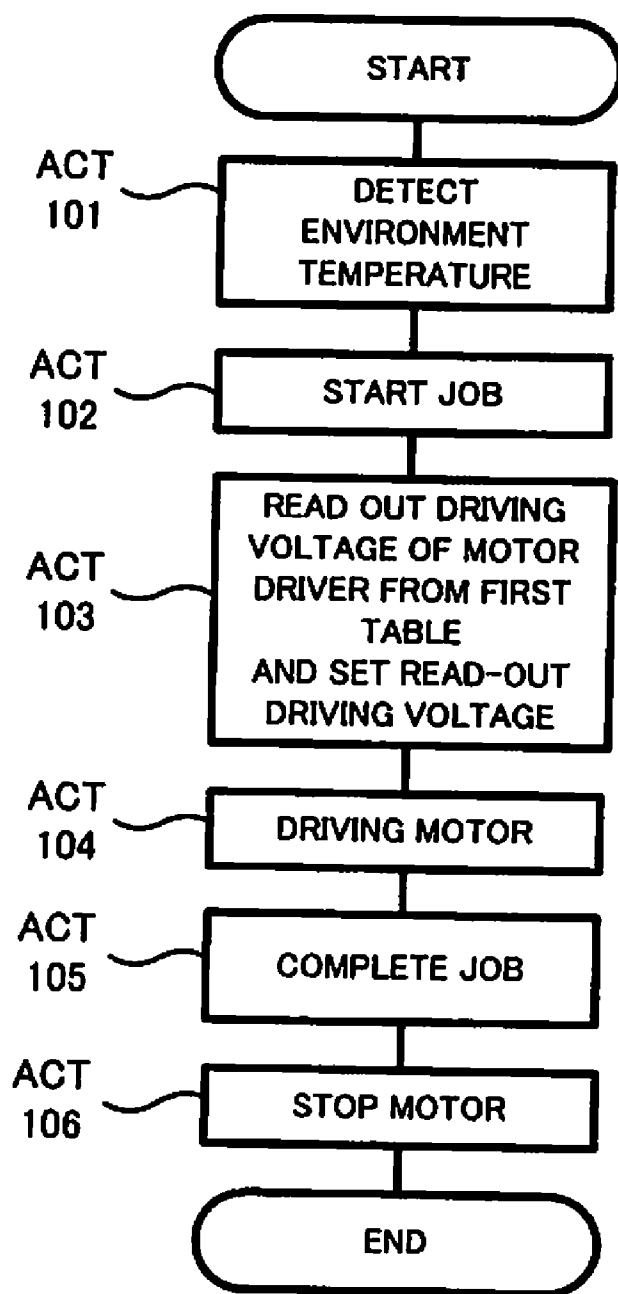 START
ACT
101
DETECT
ENVIRONMENT
TEMPERATURE
ACT
102
START JOB
ACT
103
READ OUT DRIVING
VOLTAGE OF MOTOR
DRIVER FROM FIRST
TABLE
AND SET READ-OUT
DRIVING VOLTAGE
ACT
104
DRIVING MOTOR
ACT
105
COMPLETE JOB
ACT
106
STOP MOTOR
END